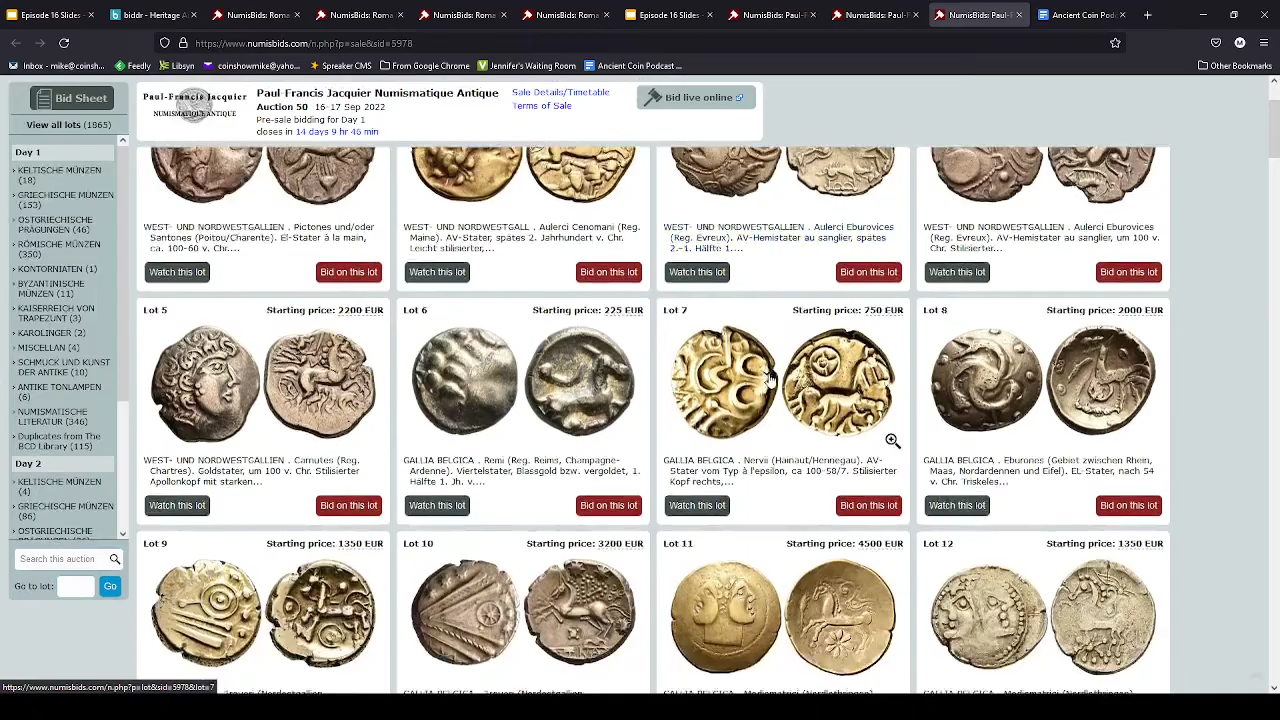 Episode 16 Slides -
biddr - Heritage A
NumisBids: Roma
NumisBids: Roma
NumisBids: Roma
NumisBids: Roma
Episode 16 Slides -
NumisBids: Paul-F
NumisBids: Paul-F
NumisBids: Paul-F
Ancient Coin Podc
https://www.numisbids.com/n.php?p=sale&sid=5978
Inbox - mike@coinsh...
Feedly
Libsyn
coinshowmike@yaho...
Spreaker CMS
From Google Chrome
Jennifer's Waiting Room
Ancient Coin Podcast ...
Other Bookmarks
Bid Sheet
View all lots (1865)
Day 1
KELTISCHE MÜNZEN
(18)
GRIECHISCHE MÜNZEN
(153)
OSTGRIECHISCHE
PRÄGUNGEN (46)
RÖMISCHE MÜNZEN
(350)
KONTORNIATEN (1)
BYZANTINISCHE
MÜNZEN (11)
KAISERREICH VON
TRAPEZUNT (3)
KAROLINGER (2)
MISCELLAN (4)
SCHMUCK UND KUNST
DER ANTIKE (10)
ANTIKE TONLAMPEN
(6)
NUMISMATISCHE
LITERATUR (346)
Duplicates from The
BCD Library (115)
Day 2
KELTISCHE MÜNZEN
(4)
GRIECHISCHE MÜNZEN
(86)
OSTGRIECHISCHE
Search this auction
Go to lot:
Go
Paul-Francis Jacquier
NUMISMATIQUE ANTIQUE
Paul-Francis Jacquier Numismatique Antique
Auction 50 16-17 Sep 2022
Pre-sale bidding for Day 1
closes in 14 days 9 hr 45 min
Sale Details/Timetable
Terms of Sale
Bid live online
WEST- UND NORDWESTGALLIEN . Pictones und/oder
Santones (Poitou/Charente). El-Stater à la main,
ca. 100-60 v. Chr....
Watch this lot
Bid on this lot
WEST- UND NORDWESTGALL . Aulerci Cenomani (Reg.
Maine). AV-Stater, spätes 2. Jahrhundert v. Chr.
Leicht stilisierter,...
Watch this lot
Bid on this lot
WEST- UND NORDWESTGALLIEN . Aulerci Eburovices
(Reg. Evreux). AV-Hemistater au sanglier, spätes
2.-1. Hälfte 1....
Watch this lot
Bid on this lot
WEST- UND NORDWESTGALLIEN . Aulerci Eburovices
(Reg. Evreux). AV-Hemistater au sanglier, um 100 v.
Chr. Stilisierter...
Watch this lot
Bid on this lot
Lot 5
Starting price: 2200 EUR
WEST- UND NORDWESTGALLIEN . Carnutes (Reg.
Chartres). Goldstater, um 100 v. Chr. Stilisierter
Apollonkopf mit starken...
Watch this lot
Bid on this lot
Lot 6
Starting price: 225 EUR
GALLIA BELGICA . Remi (Reg. Reims, Champagne-
Ardenne). Viertelstater, Blassgold bzw. vergoldet, 1.
Hälfte 1. Jh. v....
Watch this lot
Bid on this lot
Lot 7
Starting price: 750 EUR
GALLIA BELGICA . Nervii (Hainaut/Hennegau). AV-
Stater vom Typ à l'epsilon, ca 100-58/7. Stilisierter
Kopf rechts,...
Watch this lot
Bid on this lot
Lot 8
Starting price: 2000 EUR
GALLIA BELGICA . Eburones (Gebiet zwischen Rhein,
Maas, Nordardennen und Eifel). EL-Stater, nach 54
v. Chr. Triskeles...
Watch this lot
Bid on this lot
Lot 9
Starting price: 1350 EUR
Lot 10
Starting price: 3200 EUR
Lot 11
Starting price: 4500 EUR
Lot 12
Starting price: 1350 EUR
https://www.numisbids.com/n.php?p=lot&sid=5978&lot=7